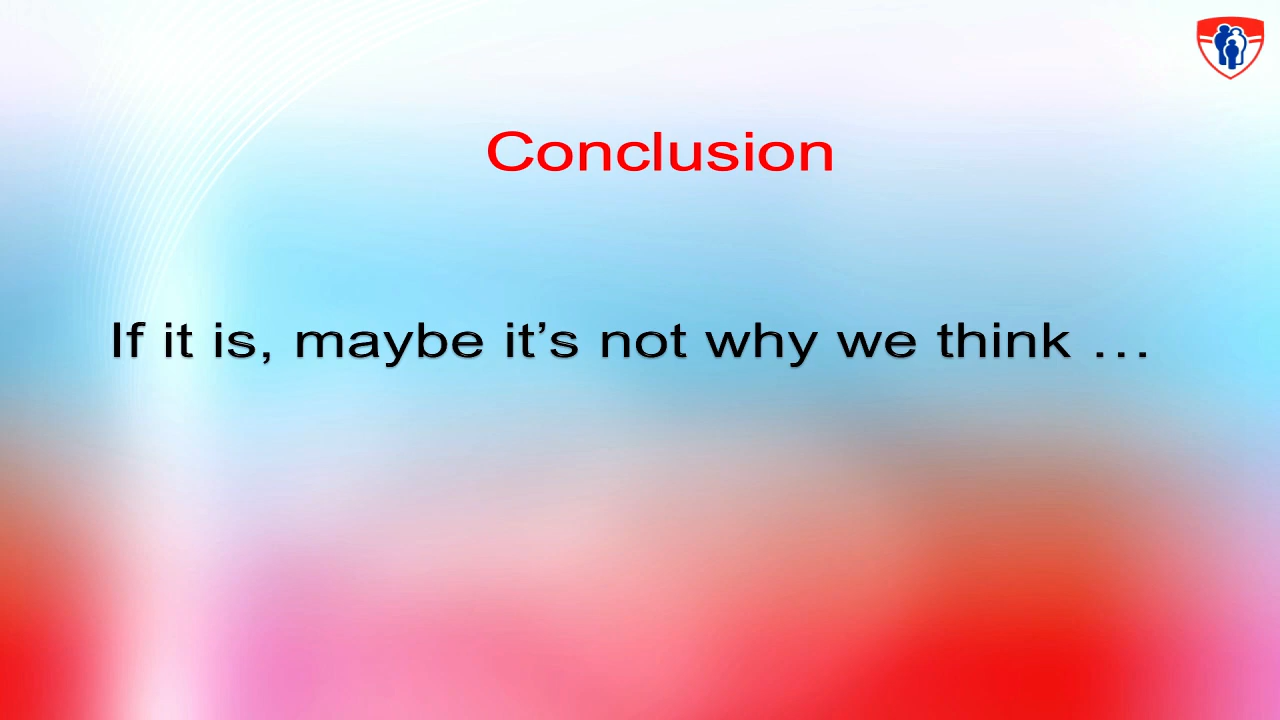 Conclusion
If it is, maybe it’s not why we think …